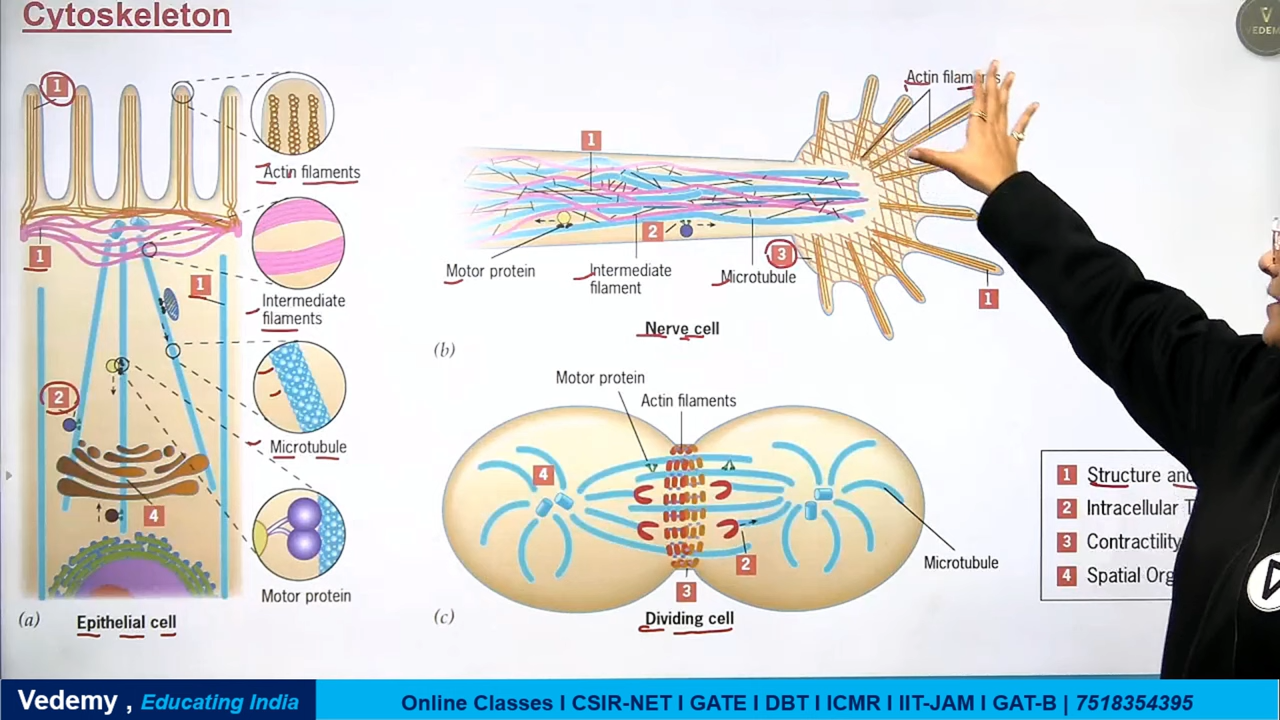 Cytoskeleton
1
Actin filaments
1
1
Intermediate
filaments
2
Microtubule
4
Motor protein
(a)
Epithelial cell
Actin filaments
1
2
3
1
Motor protein
Intermediate
filament
Microtubule
Nerve cell
(b)
Motor protein
Actin filaments
4
2
3
Microtubule
(c)
Dividing cell
1 Structure and
2 Intracellular
3 Contractility
4 Spatial
V
Vedemy , Educating India
Online Classes I CSIR-NET I GATE I DBT I ICMR I IIT-JAM I GAT-B | 7518354395